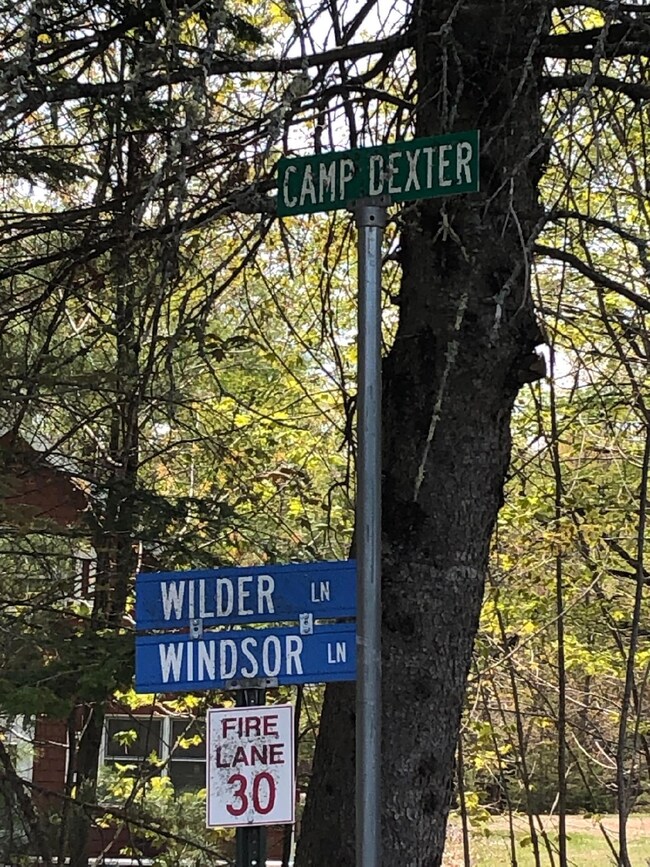 CAMP DEXTER
WILDER LN
WINDSOR LN
FIRE
LANE
30